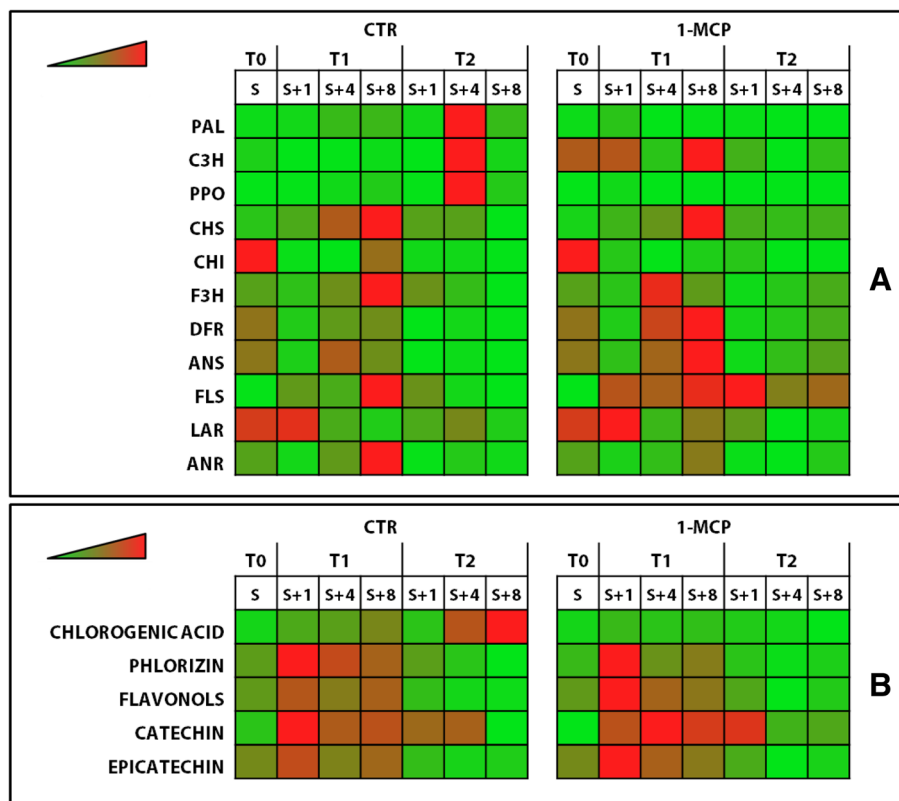 CTR 1-MCP
T0 T1 T2 T0 T1 T2
S S+1 S+4 S+8 S+1 S+4 S+8 S S+1 S+4 S+8 S+1 S+4 S+8
PAL
C3H
PPO
CHS
CHI
F3H
DFR
ANS
FLS
LAR
ANR
A
CTR 1-MCP
T0 T1 T2 T0 T1 T2
S S+1 S+4 S+8 S+1 S+4 S+8 S S+1 S+4 S+8 S+1 S+4 S+8
CHLOROGENIC ACID
PHLORIZIN
FLAVONOLS
CATECHIN
EPICATECHIN
B